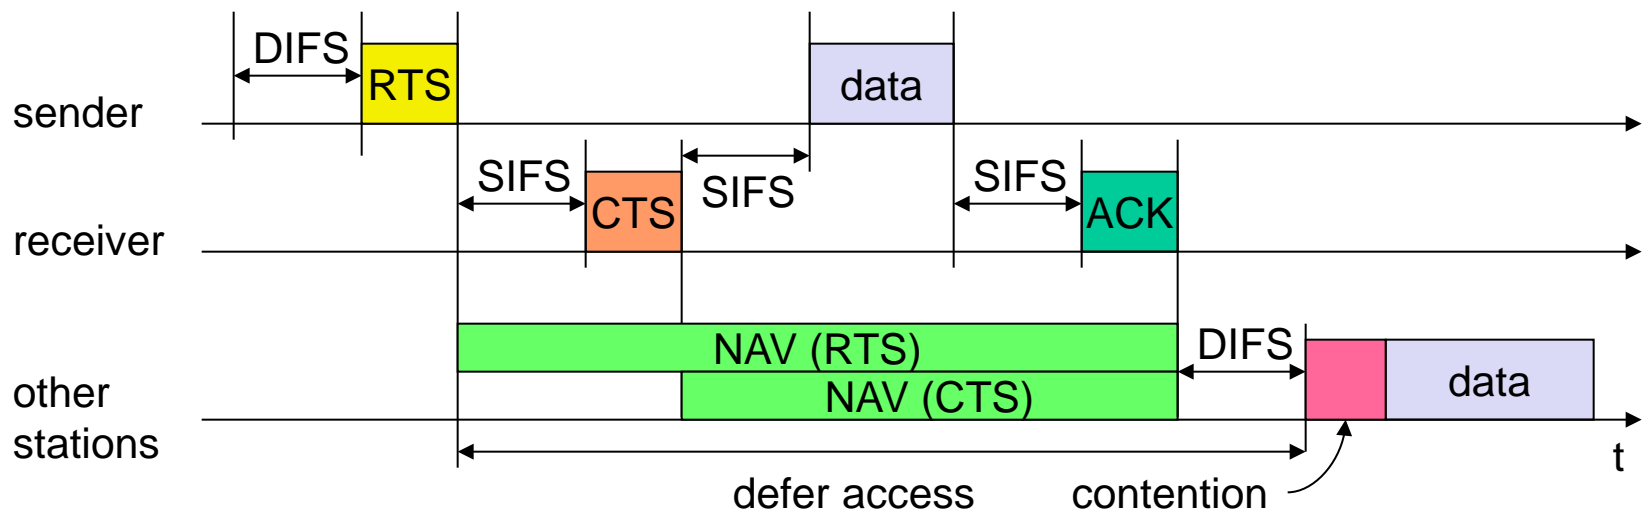 DIFS
RTS
data
sender
SIFS
CTS
SIFS
SIFS
ACK
receiver
NAV (RTS)
DIFS
NAV (CTS)
data
other
stations
t
defer access
contention